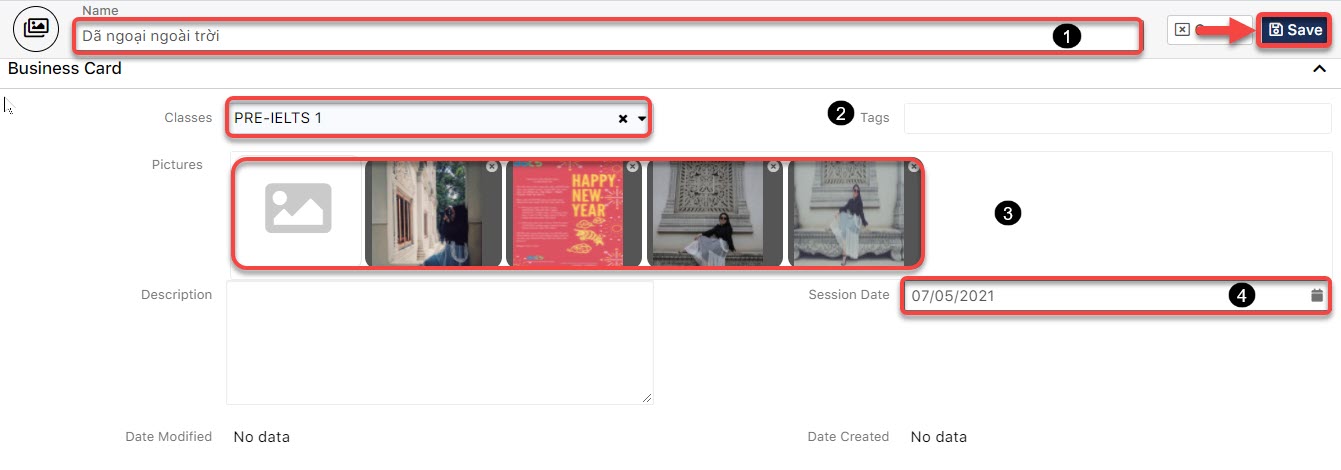 Name
Dã ngoại ngoài trời
1
Save
Business Card
Classes
PRE-IELTS 1
2
Tags
Pictures
HAPPY
NEW
YEAR
3
Description
Session Date
07/05/2021
4
Date Modified
No data
Date Created
No data